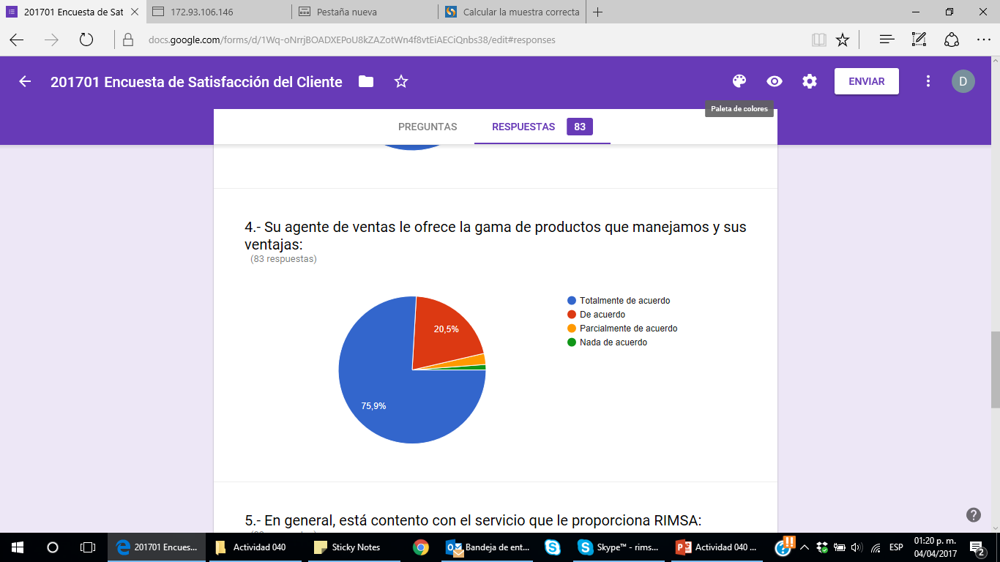 201701 Encuesta de Sat
172.93.106.146
Pestaña nueva
Calcular la muestra correcta
docs.google.com/forms/d/1Wq-oNrrjBOADXEPoU8kZAZotWn4f8vtEiAECiQnbs38/edit#responses
201701 Encuesta de Satisfacción del Cliente
ENVIAR
D
Paleta de colores
PREGUNTAS
RESPUESTAS 83
4.- Su agente de ventas le ofrece la gama de productos que manejamos y sus
ventajas:
(83 respuestas)
Totalmente de acuerdo
De acuerdo
Parcialmente de acuerdo
Nada de acuerdo
20,5%
75,9%
5.- En general, está contento con el servicio que le proporciona RIMSA:
201701 Encues...
Actividad 040
Sticky Notes
Bandeja de ent...
Skype™ - rims...
Actividad 040 ...
ESP
01:20 p. m.
04/04/2017
2